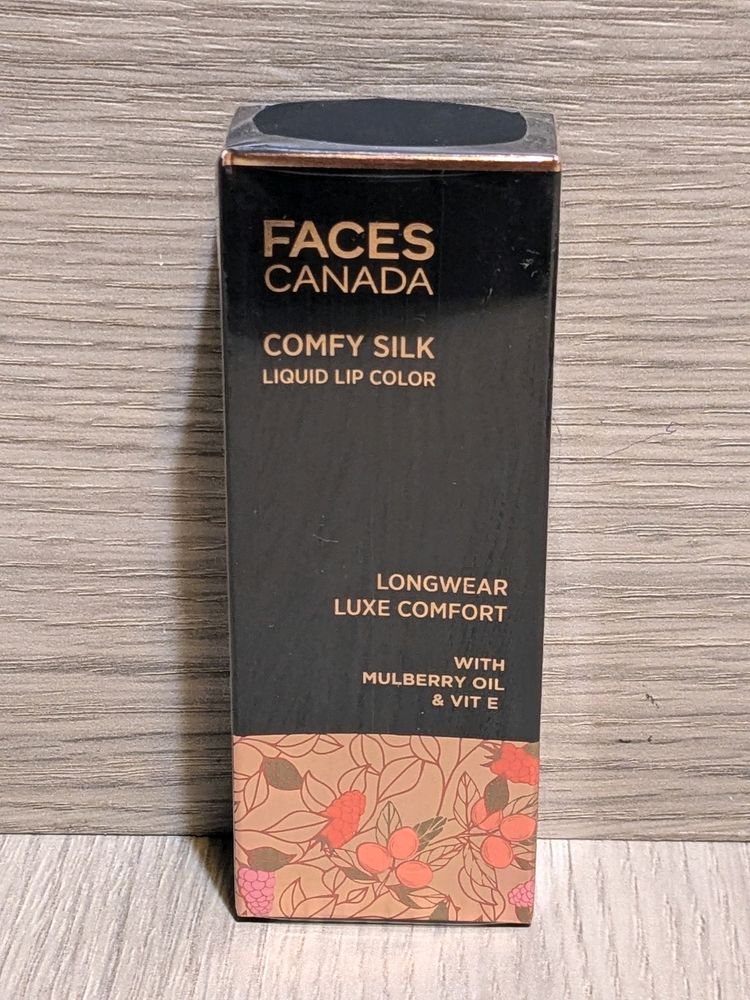 FACES
CANADA
COMFY SILK
LIQUID LIP COLOR
LONGWEAR
LUXE COMFORT
WITH
MULBERRY OIL
& VIT E